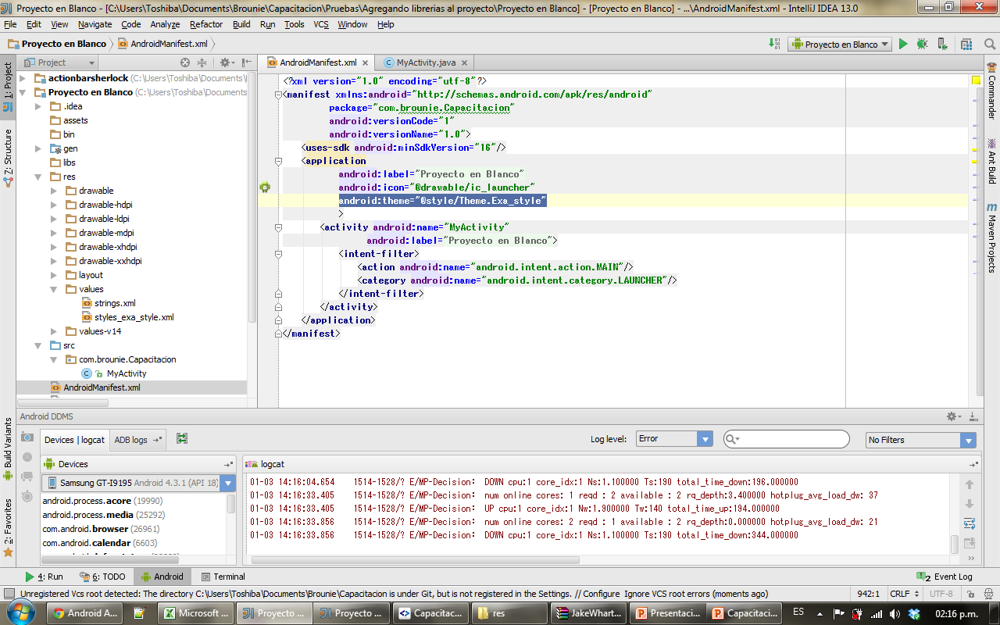 Proyecto en Blanco - [C:\Users\Toshiba\Documents\Brounie\Capacitacion\Pruebas\Agregando librerias al proyecto\Proyecto en Blanco] - [Proyecto en Blanco] - ...\AndroidManifest.xml - IntelliJ IDEA 13.0
File Edit View Navigate Code Analyze Refactor Build Run Tools VCS Window Help
Proyecto en Blanco AndroidManifest.xml Proyecto en Blanco
1: Project
Z: Structure
Build Variants
2: Favorites
Project
actionbarsherlock (C:\Users\Toshiba\Documents\
Proyecto en Blanco (C:\Users\Toshiba\Documents
.idea
assets
bin
gen
libs
res
drawable
drawable-hdpi
drawable-ldpi
drawable-mdpi
drawable-xhdpi
drawable-xxhdpi
layout
values
strings.xml
styles_exa_style.xml
values-v14
src
com.brounie.Capacitacion
MyActivity
AndroidManifest.xml
AndroidManifest.xml MyActivity.java
<?xml version="1.0" encoding="utf-8"?>
<manifest xmlns:android="http://schemas.android.com/apk/res/android"
package="com.brounie.Capacitacion"
android:versionCode="1"
android:versionName="1.0">
<uses-sdk android:minSdkVersion="16"/>
<application
android:label="Proyecto en Blanco"
android:icon="@drawable/ic_launcher"
android:theme="@style/Theme.Exa_style"
>
<activity android:name="MyActivity"
android:label="Proyecto en Blanco">
<intent-filter>
<action android:name="android.intent.action.MAIN"/>
<category android:name="android.intent.category.LAUNCHER"/>
</intent-filter>
</activity>
</application>
</manifest>
Commander
Ant Build
Maven Projects
Android DDMS
Devices | logcat ADB logs Log level: Error No Filters
Devices
Samsung GT-I9195 Android 4.3.1 (API 18)
android.process.acore (19990)
android.process.media (25292)
com.android.browser (26961)
com.android.calendar (6603)
logcat
01-03 14:16:04.654 1514-1528/? E/MP-Decision: DOWN cpu:1 core_idx:1 Ns:1.100000 Ts:190 total_time_down:196.000000
01-03 14:16:33.405 1514-1528/? E/MP-Decision: num online cores: 1 reqd : 2 available : 2 rq_depth:3.400000 hotplug_avg_load_dw: 37
01-03 14:16:33.405 1514-1528/? E/MP-Decision: UP cpu:1 core_idx:1 Nw:1.900000 Tw:140 total_time_up:194.000000
01-03 14:16:33.856 1514-1528/? E/MP-Decision: num online cores: 2 reqd : 1 available : 2 rq_depth:0.000000 hotplug_avg_load_dw: 21
01-03 14:16:33.856 1514-1528/? E/MP-Decision: DOWN cpu:1 core_idx:1 Ns:1.100000 Ts:190 total_time_down:344.000000
4: Run 6: TODO Android Terminal 2 Event Log
Unregistered Vcs root detected: The directory C:\Users\Toshiba\Documents\Brounie\Capacitacion is under Git, but is not registered in the Settings. // Configure Ignore VCS root errors (moments ago) 942:1 CRLF UTF-8
Android A... Microsoft ... Proyecto ... Proyecto ... Capacitac... res JakeWhart... Presentaci... Capacitaci... ES 02:16 p.m.